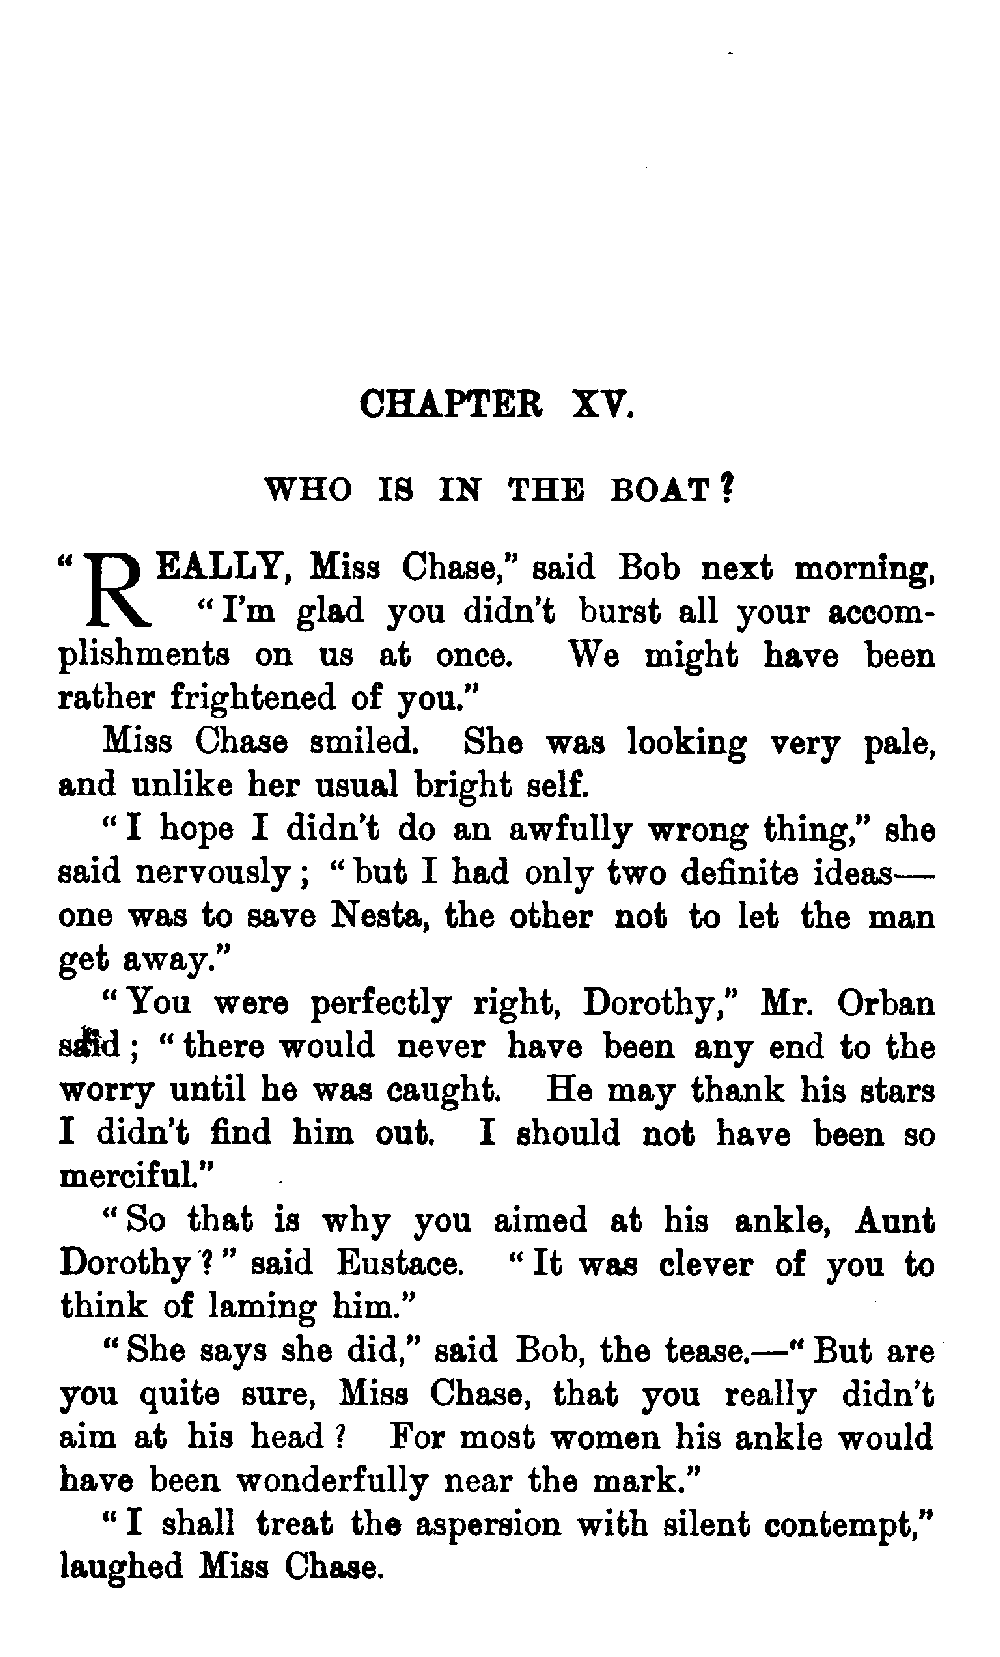 CHAPTER XV.
WHO IS IN THE BOAT?
"REALLY, Miss Chase," said Bob next morning,
"I'm glad you didn't burst all your accom-
plishments on us at once. We might have been
rather frightened of you."
Miss Chase smiled. She was looking very pale,
and unlike her usual bright self.
"I hope I didn't do an awfully wrong thing," she
said nervously; "but I had only two definite ideas—
one was to save Nesta, the other not to let the man
get away."
"You were perfectly right, Dorothy," Mr. Orban
said; "there would never have been any end to the
worry until he was caught. He may thank his stars
I didn't find him out. I should not have been so
merciful."
"So that is why you aimed at his ankle, Aunt
Dorothy?" said Eustace. "It was clever of you to
think of laming him."
"She says she did," said Bob, the tease.—"But are
you quite sure, Miss Chase, that you really didn't
aim at his head? For most women his ankle would
have been wonderfully near the mark."
"I shall treat the aspersion with silent contempt,"
laughed Miss Chase.